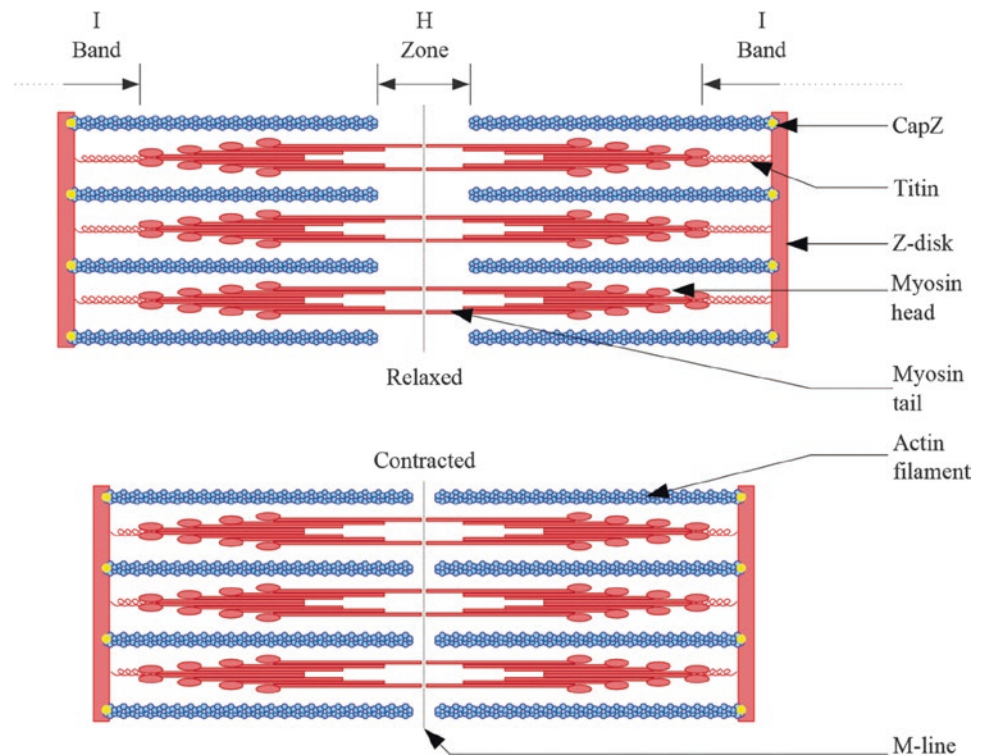 I
Band
H
Zone
I
Band
CapZ
Titin
Z-disk
Myosin
head
Relaxed
Myosin
tail
Contracted
Actin
filament
M-line